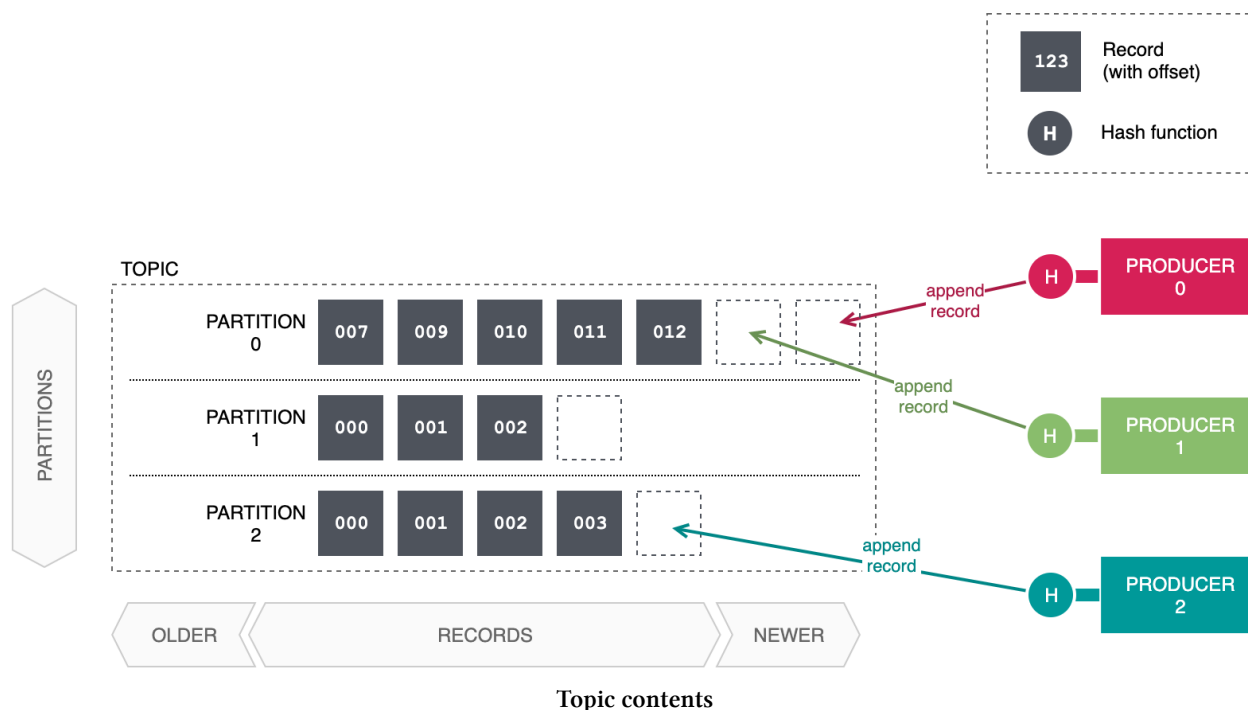 123
Record
(with offset)
H
Hash function
TOPIC
PARTITIONS
PARTITION
0
007 009 010 011 012
append
record
H
PRODUCER
0
PARTITION
1
000 001 002
append
record
H
PRODUCER
1
PARTITION
2
000 001 002 003
append
record
H
PRODUCER
2
OLDER RECORDS NEWER
Topic contents